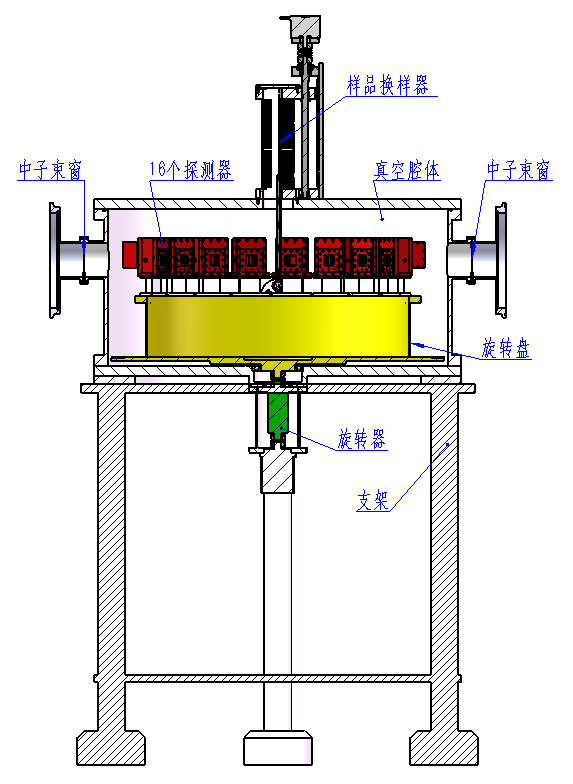 样品换样器
中子束窗
16个探测器
真空腔体
中子束窗
旋转盘
旋转器
支架